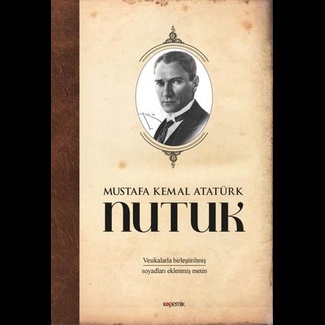 MUSTAFA KEMAL ATATÜRK
NUTUK
Vesikalarla birleştirilmiş
soyadları eklenmiş metin
kopernik